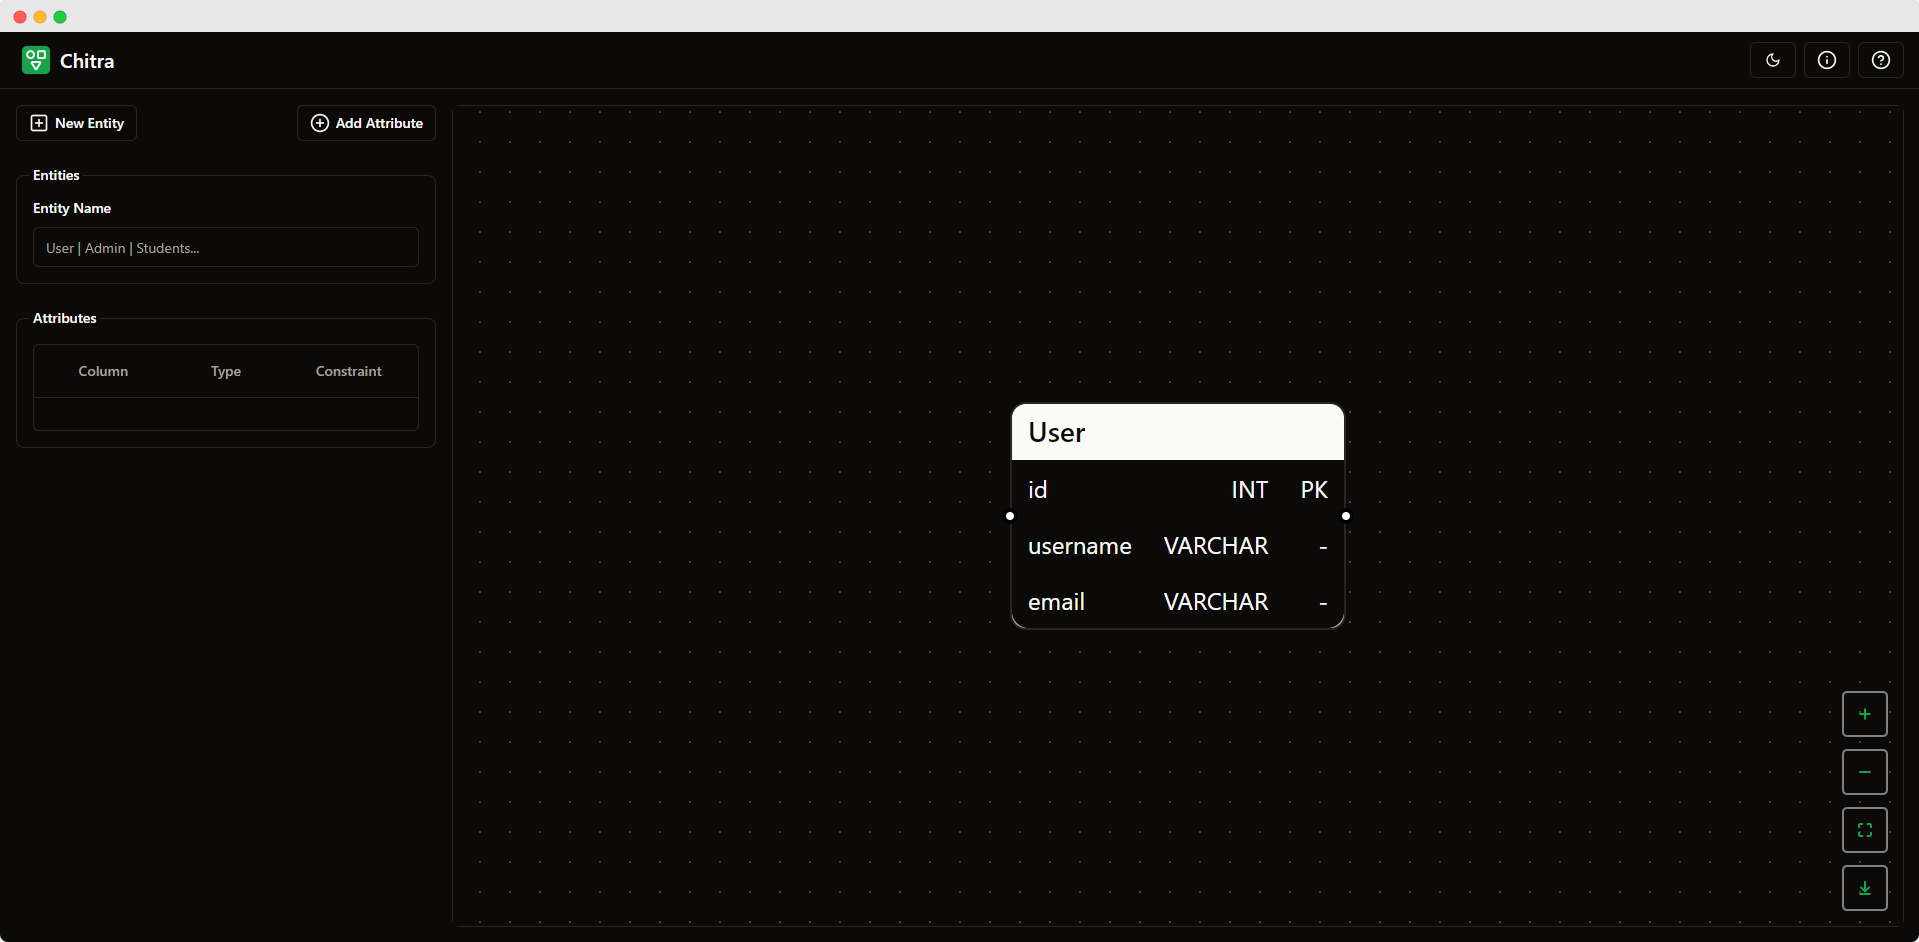 Chitra
New Entity
Add Attribute
Entities
Entity Name
User | Admin | Students...
Attributes
Column Type Constraint
User
id INT PK
username VARCHAR -
email VARCHAR -